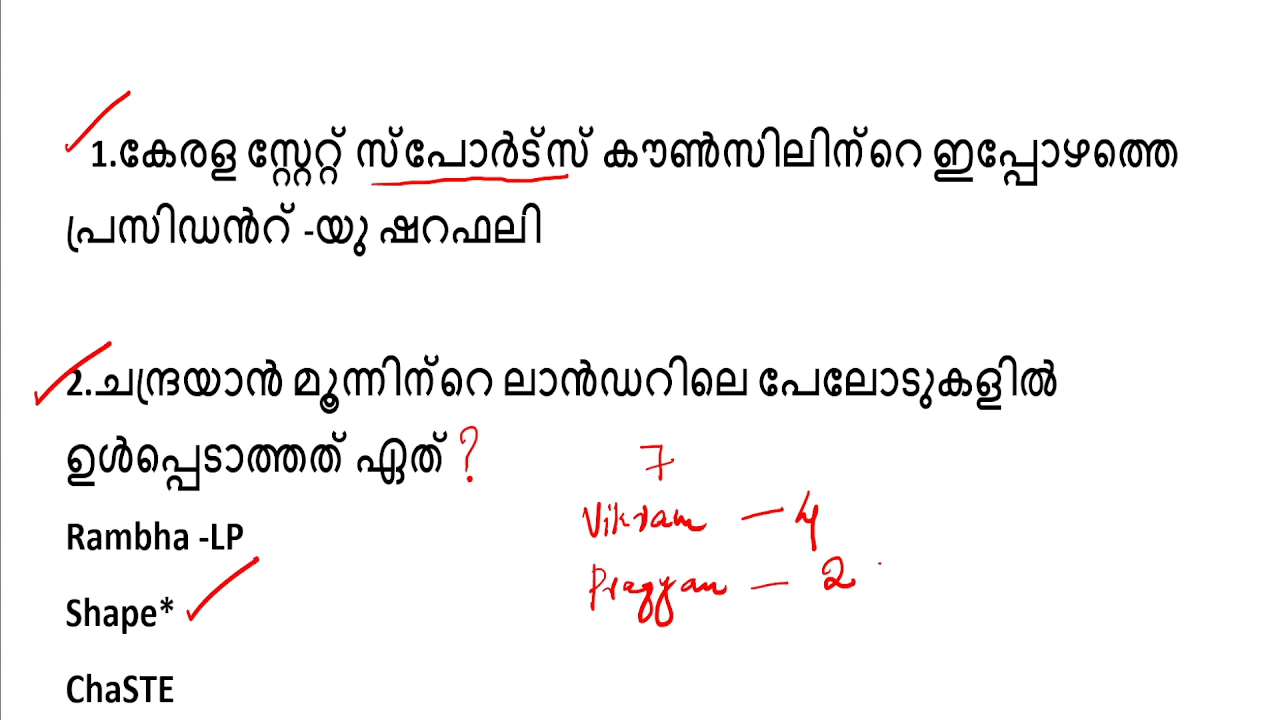 1.കേരള സ്റ്റേറ്റ് സ്പോർട്സ് കൗൺസിലിന്റെ ഇപ്പോഴത്തെ
പ്രസിഡൻറ് -യു ഷറഫലി
2.ചന്ദ്രയാൻ മൂന്നിന്റെ ലാൻഡറിലെ പേലോടുകളിൽ
ഉൾപ്പെടാത്തത് ഏത് ?
7
Vikram – 4
Rambha -LP
Pragyan – 2
Shape*
ChaSTE